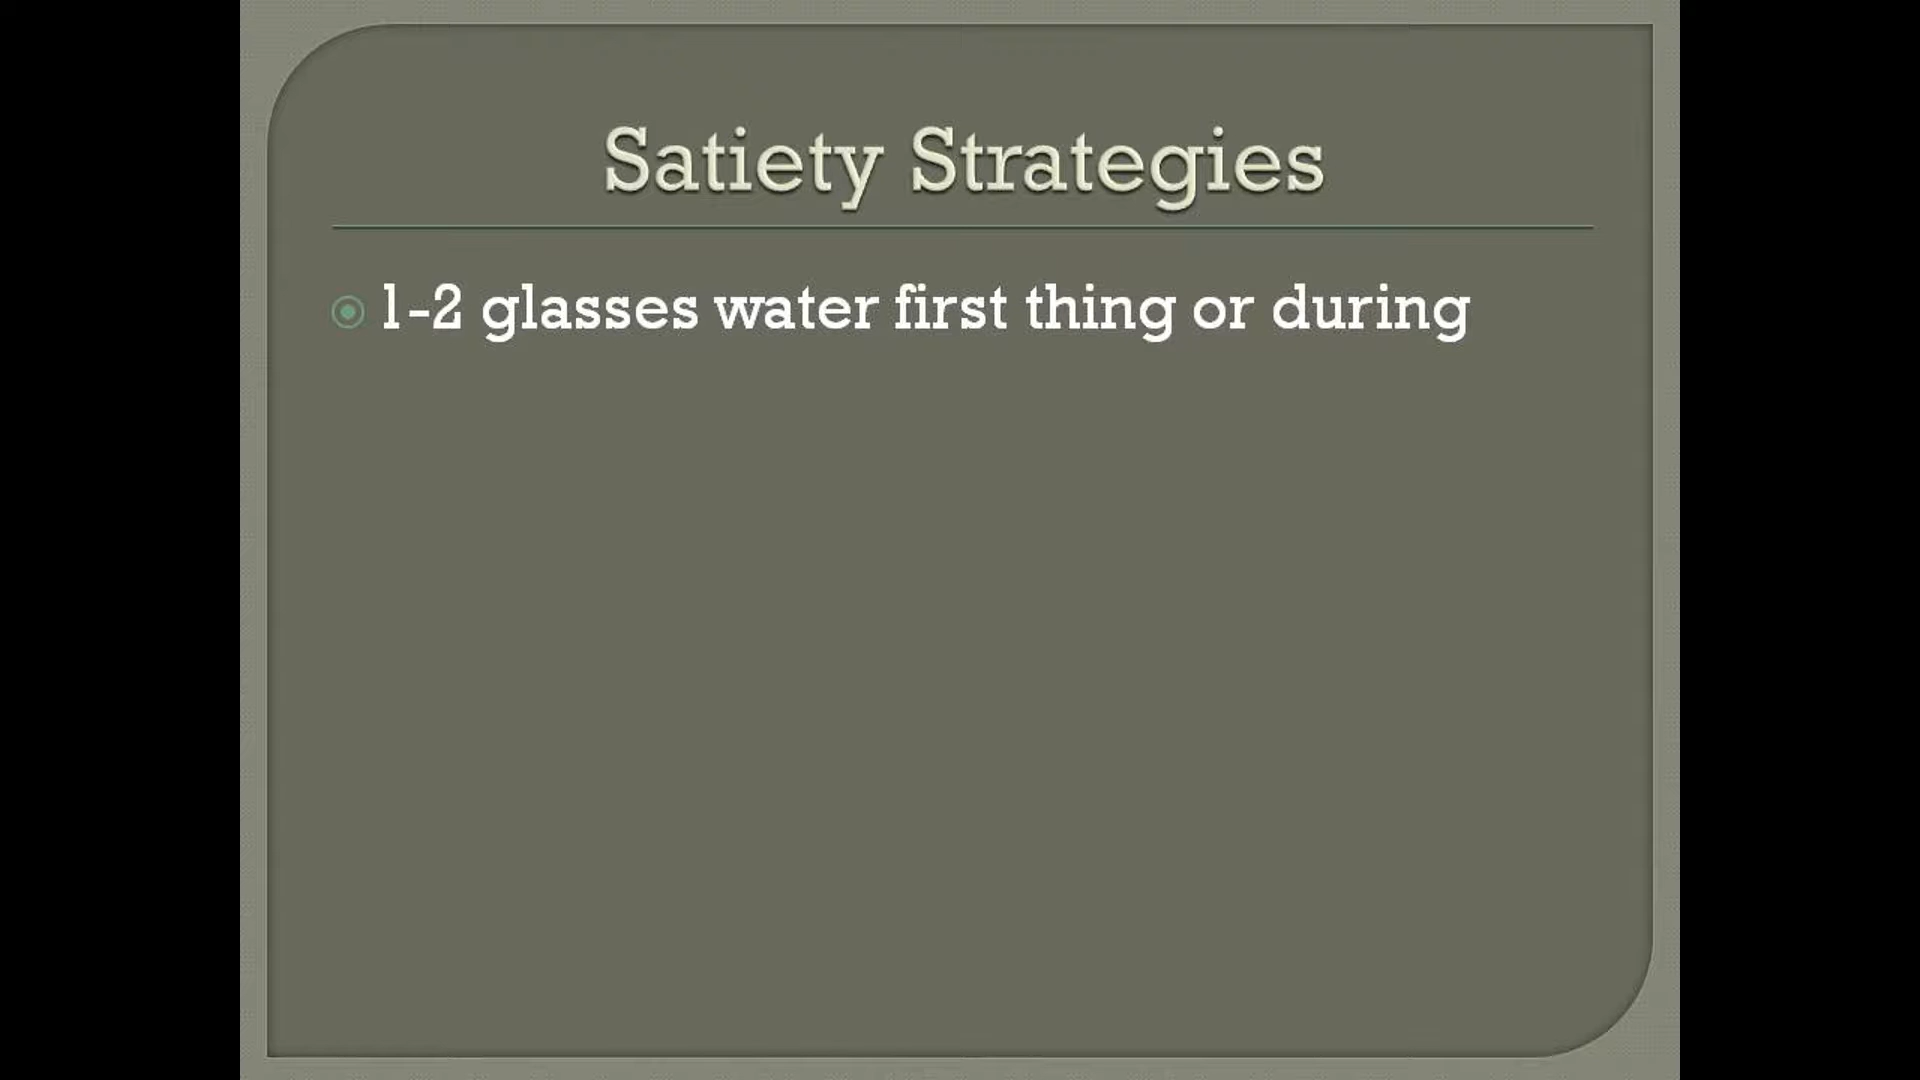 Satiety Strategies
1-2 glasses water first thing or during